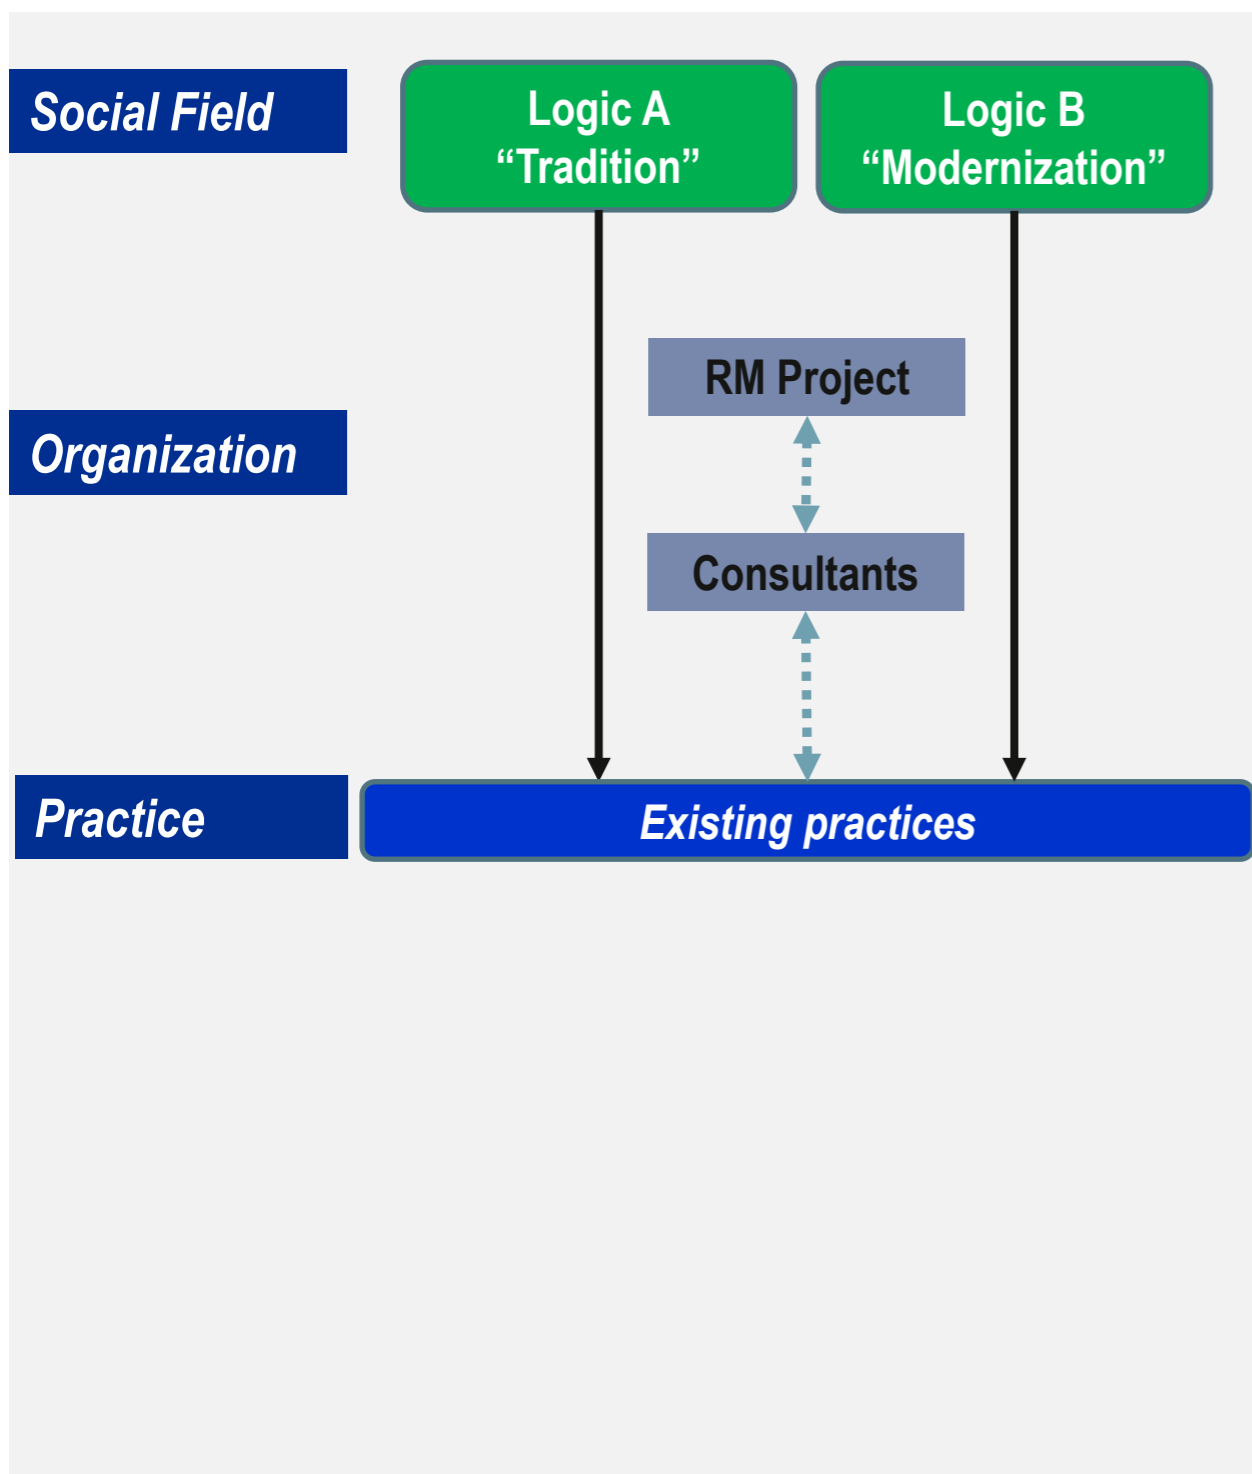 Social Field
Logic A
“Tradition”
Logic B
“Modernization”
RM Project
Organization
Consultants
Practice
Existing practices